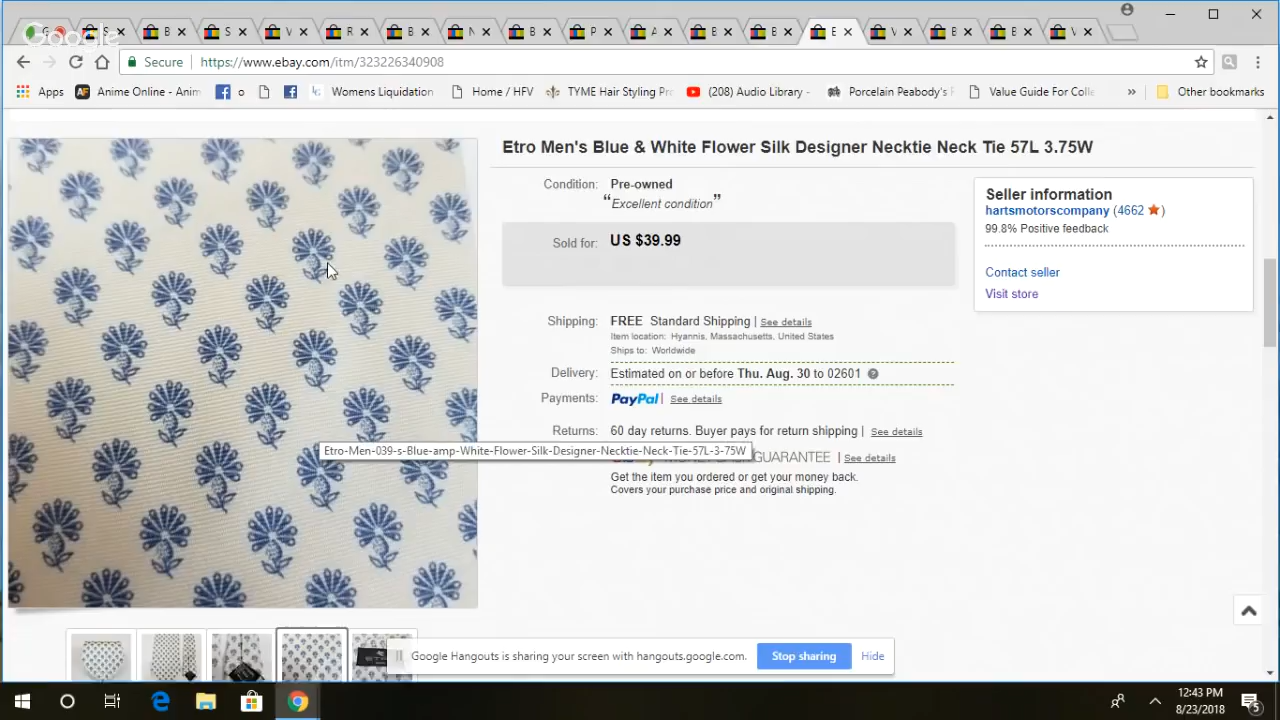 Google
S
B
S
V
R
B
N
B
P
A
B
B
E
V
B
B
V
Secure https://www.ebay.com/itm/323226340908
Apps Anime Online - Anim o Womens Liquidation Home / HFV TYME Hair Styling Pro (208) Audio Library - Porcelain Peabody's F Value Guide For Colle » Other bookmarks
Etro Men's Blue & White Flower Silk Designer Necktie Neck Tie 57L 3.75W
Condition: Pre-owned
“Excellent condition”
Sold for: US $39.99
Shipping: FREE Standard Shipping | See details
Item location: Hyannis, Massachusetts, United States
Ships to: Worldwide
Delivery: Estimated on or before Thu. Aug. 30 to 02601
Payments: PayPal | See details
Returns: 60 day returns. Buyer pays for return shipping | See details
GUARANTEE See details
Get the item you ordered or get your money back.
Covers your purchase price and original shipping.
Seller information
hartsmotorscompany (4662)
99.8% Positive feedback
Contact seller
Visit store
Etro-Men-039-s-Blue-amp-White-Flower-Silk-Designer-Necktie-Neck-Tie-57L-3-75W
Google Hangouts is sharing your screen with hangouts.google.com. Stop sharing Hide
12:43 PM
8/23/2018
5